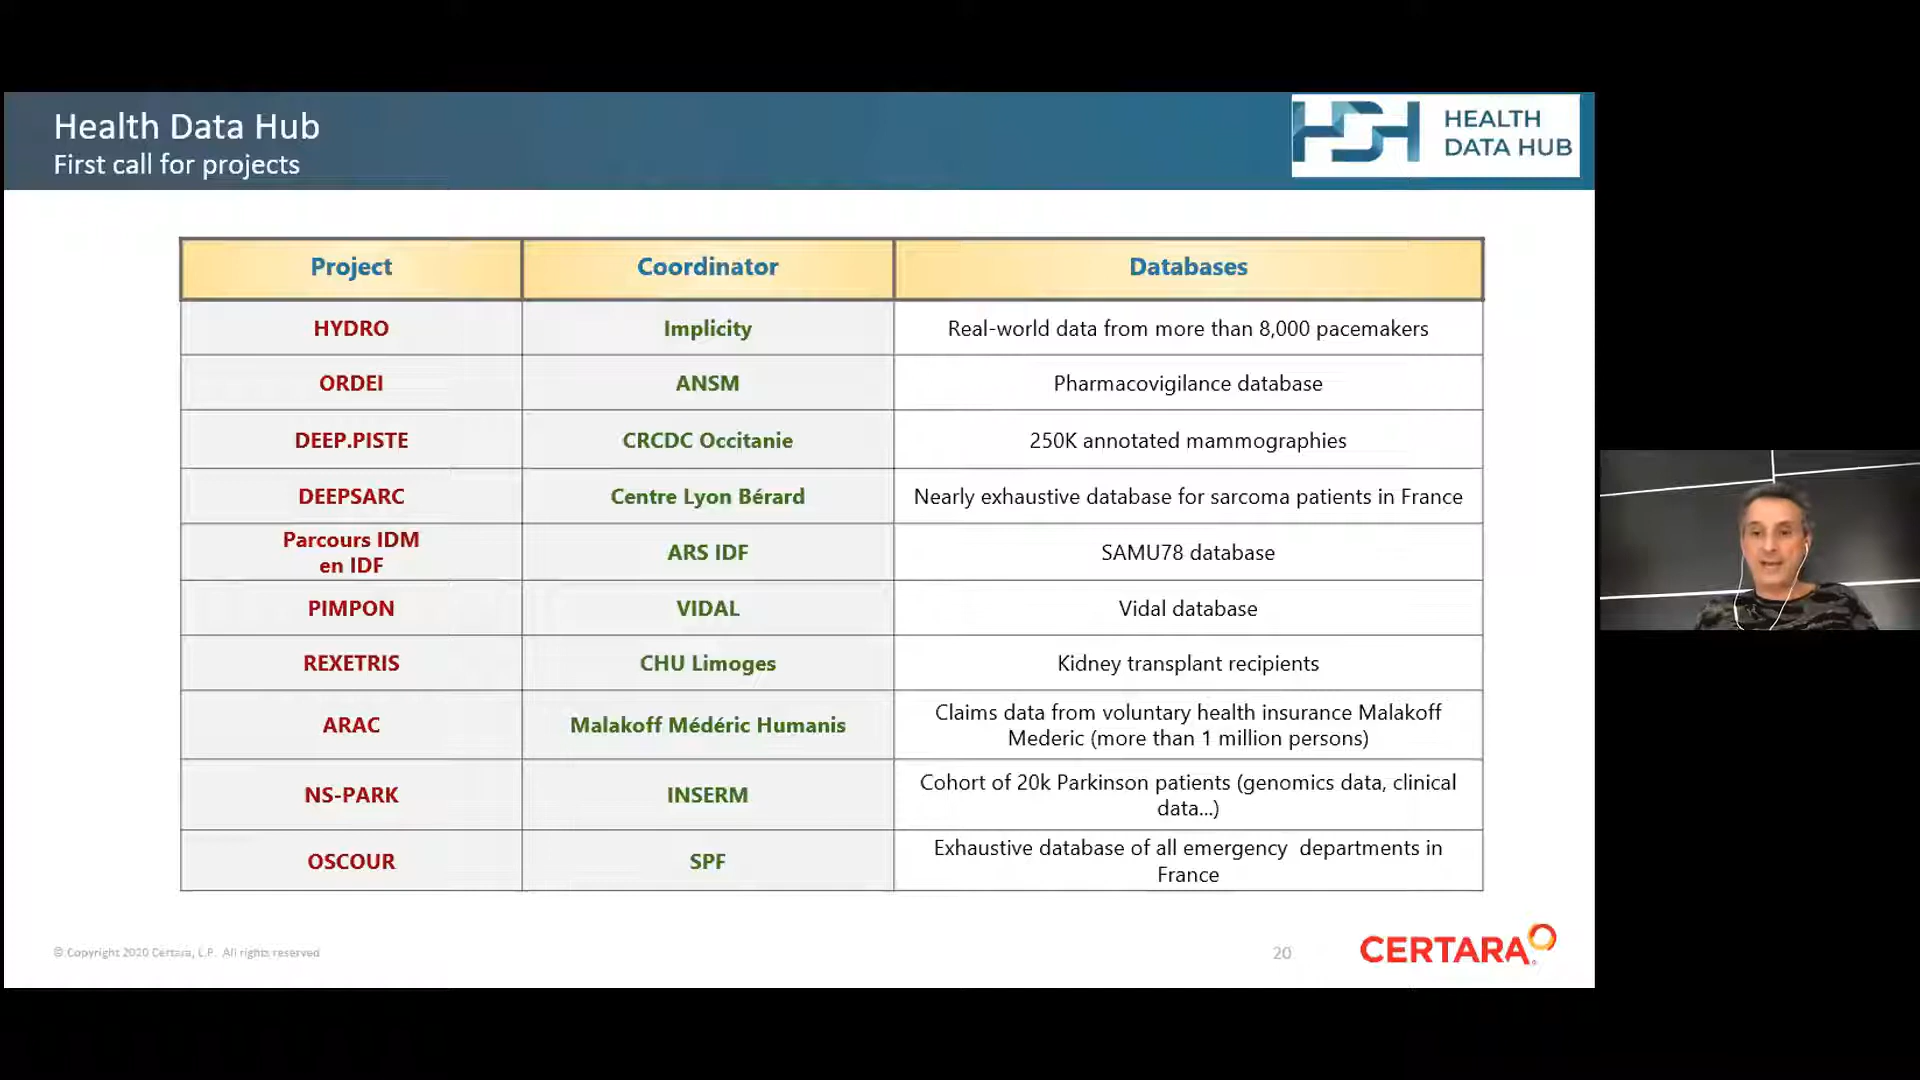 Health Data Hub
First call for projects
HEALTH
DATA HUB
Project Coordinator Databases
HYDRO Implicity Real-world data from more than 8,000 pacemakers
ORDEI ANSM Pharmacovigilance database
DEEP.PISTE CRCDC Occitanie 250K annotated mammographies
DEEPSARC Centre Lyon Bérard Nearly exhaustive database for sarcoma patients in France
Parcours IDM
en IDF
ARS IDF SAMU78 database
PIMPON VIDAL Vidal database
REXETRIS CHU Limoges Kidney transplant recipients
ARAC Malakoff Médéric Humanis
Claims data from voluntary health insurance Malakoff
Mederic (more than 1 million persons)
NS-PARK INSERM
Cohort of 20k Parkinson patients (genomics data, clinical
data...)
OSCOUR SPF
Exhaustive database of all emergency departments in
France
© Copyright 2020 Certara, L.P. All rights reserved
20
CERTARA